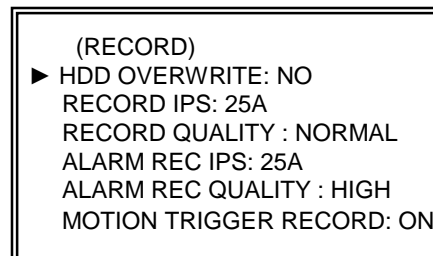 (RECORD)
► HDD OVERWRITE: NO
RECORD IPS: 25A
RECORD QUALITY : NORMAL
ALARM REC IPS: 25A
ALARM REC QUALITY : HIGH
MOTION TRIGGER RECORD: ON